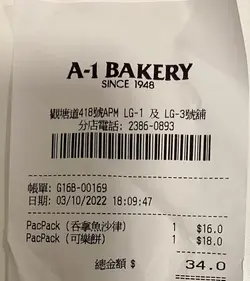 A-1 BAKERY
SINCE 1948
觀塘道418號APM LG-1 及 LG-3號舖
分店電話: 2386-0893
帳單: G16B-00169
日期: 03/10/2022 18:09:47
PacPack (吞拿魚沙律) 1 $16.0
PacPack (可樂餅) 1 $18.0
總金額 $ 34.0